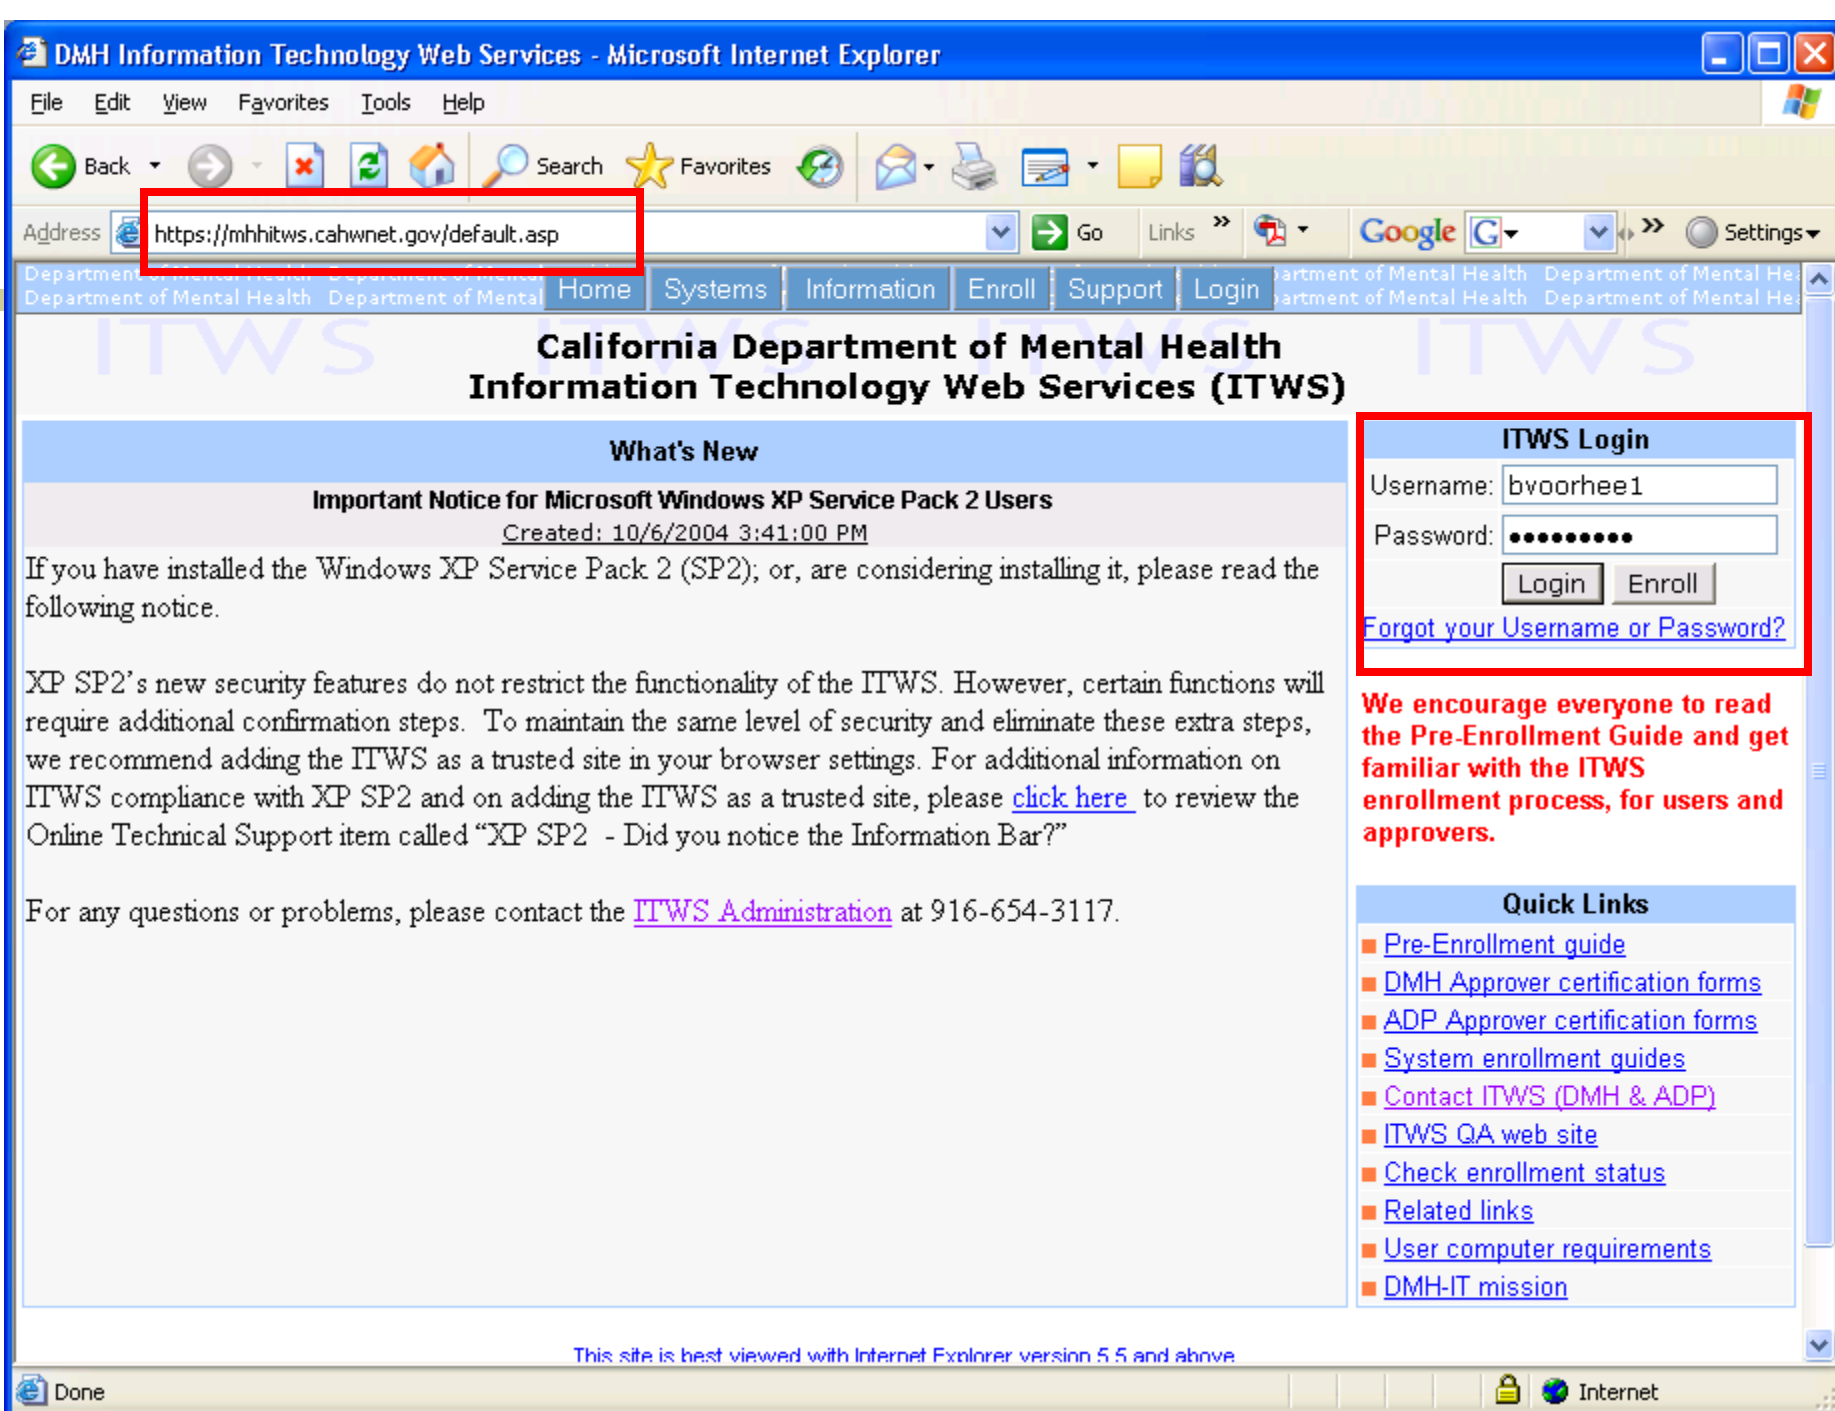 DMH Information Technology Web Services - Microsoft Internet Explorer
File Edit View Favorites Tools Help
Back Search Favorites
Address https://mhhitws.cahwnet.gov/default.asp Go Links » Google G Settings
Department of Mental Health Department of Mental Health
Department of Mental Health Department of Mental Home Systems Information Enroll Support Login Department of Mental Health Department of Mental Hea
ITWS ITWS ITWS ITWS
California Department of Mental Health
Information Technology Web Services (ITWS)
What's New
Important Notice for Microsoft Windows XP Service Pack 2 Users
Created: 10/6/2004 3:41:00 PM
If you have installed the Windows XP Service Pack 2 (SP2); or, are considering installing it, please read the
following notice.
XP SP2's new security features do not restrict the functionality of the ITWS. However, certain functions will
require additional confirmation steps. To maintain the same level of security and eliminate these extra steps,
we recommend adding the ITWS as a trusted site in your browser settings. For additional information on
ITWS compliance with XP SP2 and on adding the ITWS as a trusted site, please click here to review the
Online Technical Support item called “XP SP2 - Did you notice the Information Bar?”
For any questions or problems, please contact the ITWS Administration at 916-654-3117.
ITWS Login
Username: bvoorhee1
Password: •••••••••
Login Enroll
Forgot your Username or Password?
We encourage everyone to read
the Pre-Enrollment Guide and get
familiar with the ITWS
enrollment process, for users and
approvers.
Quick Links
Pre-Enrollment guide
DMH Approver certification forms
ADP Approver certification forms
System enrollment guides
Contact ITWS (DMH & ADP)
ITWS QA web site
Check enrollment status
Related links
User computer requirements
DMH-IT mission
This site is best viewed with Internet Explorer version 5.5 and above
Done Internet